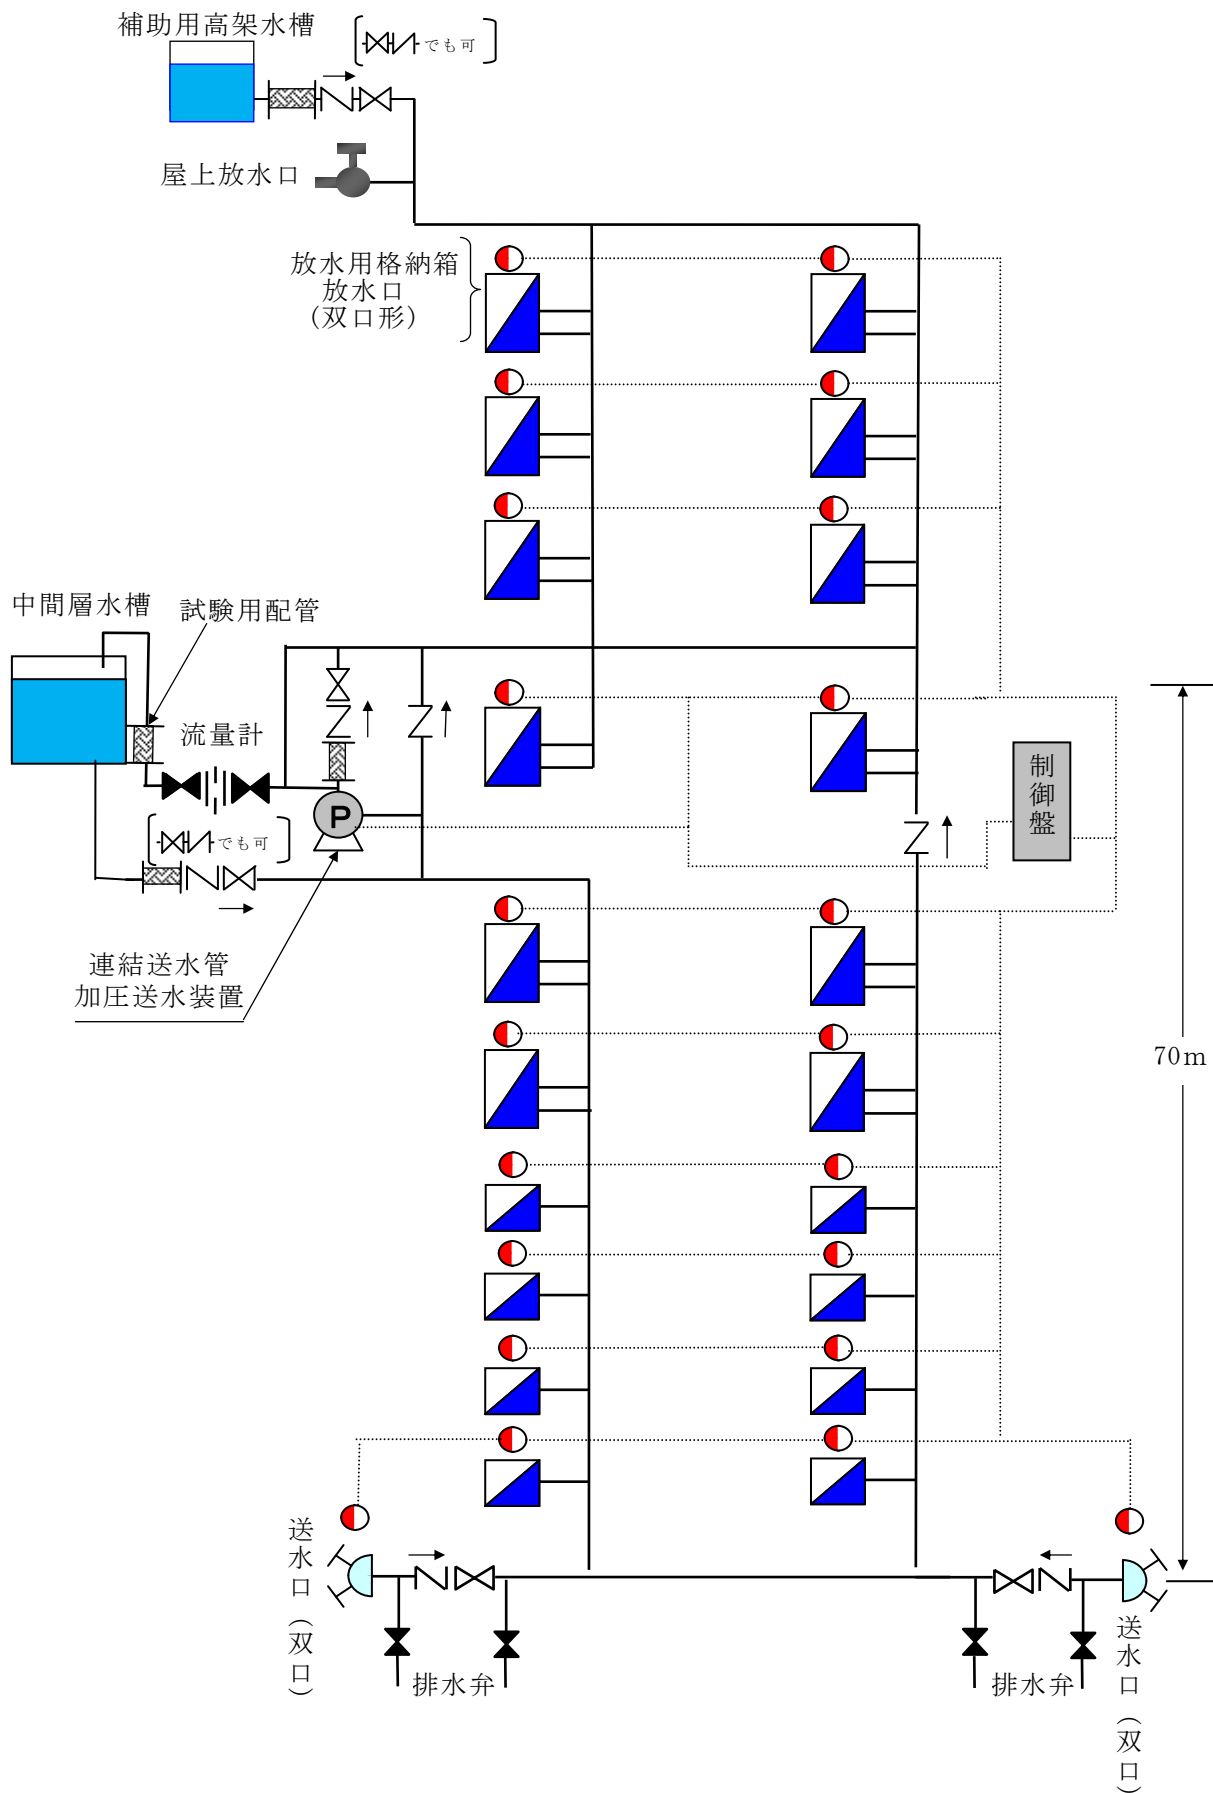 補助用高架水槽
でも可
屋上放水口
放水用格納箱
放水口
(双口形)
中間層水槽
試験用配管
流量計
P
制御盤
でも可
連結送水管
加圧送水装置
70m
送水口(双口)
排水弁
排水弁
送水口(双口)